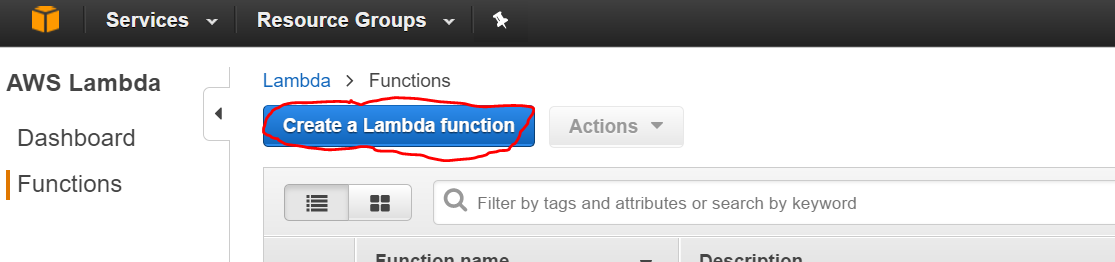 Services Resource Groups
AWS Lambda
Dashboard
Functions
Lambda > Functions
Create a Lambda function Actions
Filter by tags and attributes or search by keyword
Function name Description